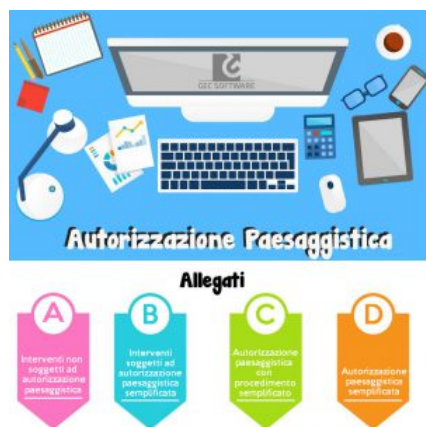 GEC SOFTWARE
Autorizzazione Paesaggistica
Allegati
A
Interventi non
soggetti ad
autorizzazione
paesaggistica
B
Interventi
soggetti ad
autorizzazione
paesaggistica
semplificata
C
Autorizzazione
paesaggistica
con
procedimento
semplificato
D
Autorizzazione
paesaggistica
semplificata